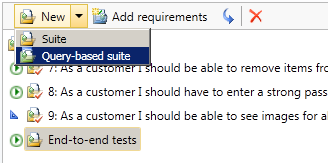 New Add requirements
Suite
Query-based suite
7: As a customer I should be able to remove items fro
8: As a customer I should have to enter a strong pass
9: As a customer I should be able to see images for al
End-to-end tests